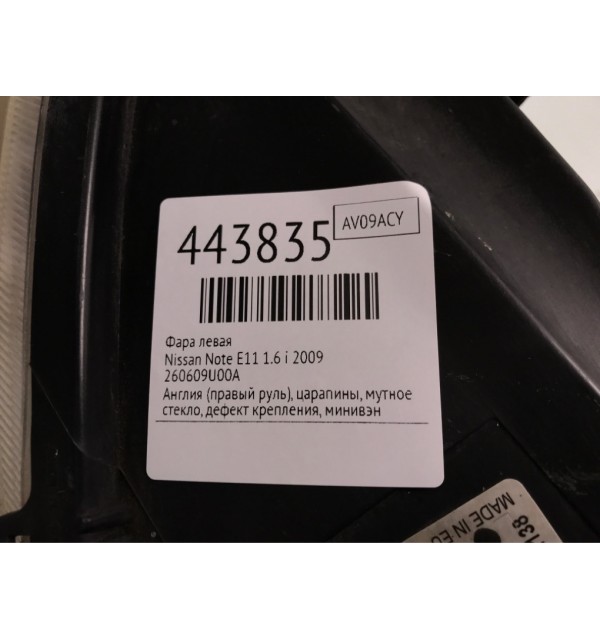 443835
AV09ACY
Фара левая
Nissan Note E11 1.6 i 2009
260609U00A
Англия (правый руль), царапины, мутное
стекло, дефект крепления, минивэн
MADE IN
138